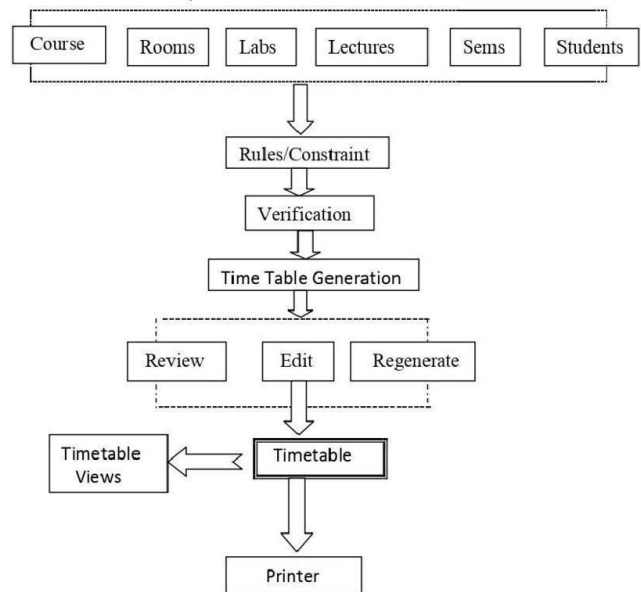 Course
Rooms
Labs
Lectures
Sems
Students
Rules/Constraint
Verification
Time Table Generation
Review
Edit
Regenerate
Timetable
Views
Timetable
Printer